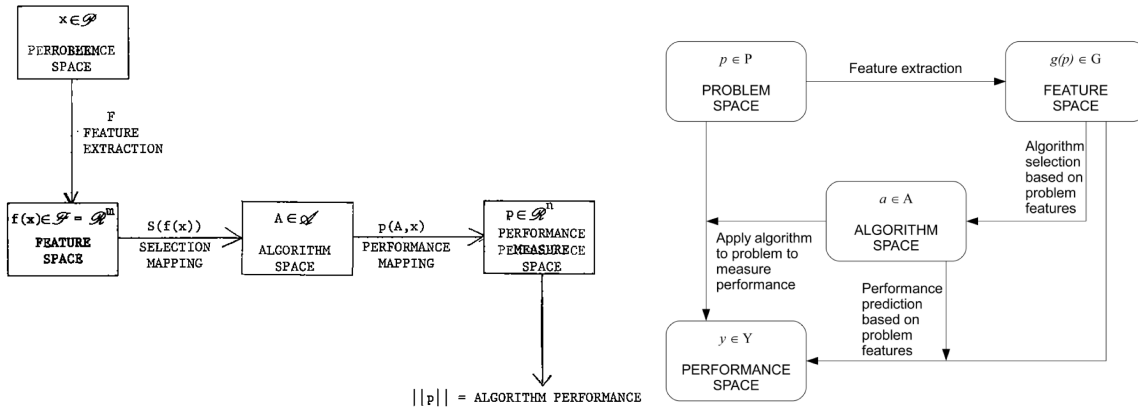 x ∈ 𝒫
SPACE
F
FEATURE
EXTRACTION
f(x) ∈ ℱ = ℛᵐ
FEATURE
SPACE
S(f(x))
SELECTION
MAPPING
A ∈ 𝒜
ALGORITHM
SPACE
p(A,x)
PERFORMANCE
MAPPING
p ∈ ℛⁿ
PERFORMANCE
MEASURE
SPACE
||p|| = ALGORITHM PERFORMANCE
p ∈ P
PROBLEM
SPACE
Feature extraction
g(p) ∈ G
FEATURE
SPACE
Algorithm
selection
based on
problem
features
a ∈ A
ALGORITHM
SPACE
Apply algorithm
to problem to
measure
performance
Performance
prediction
based on
problem
features
y ∈ Y
PERFORMANCE
SPACE